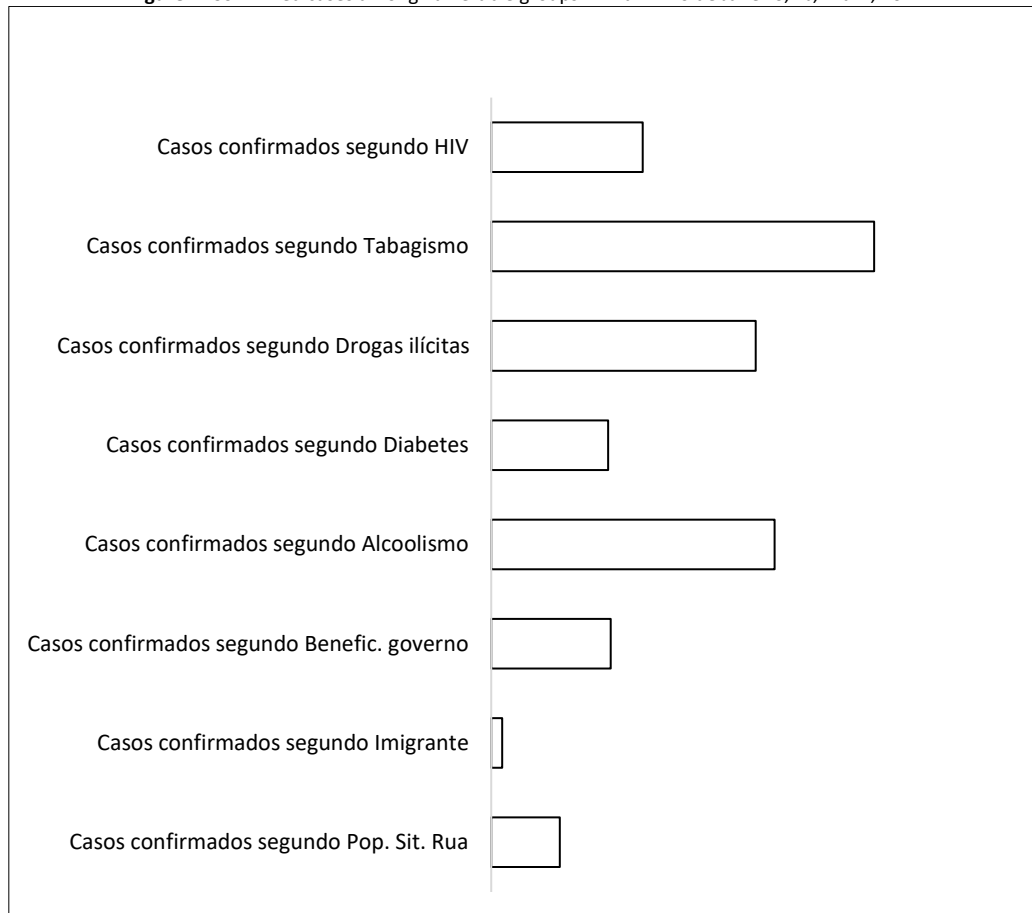 Casos confirmados segundo HIV
Casos confirmados segundo Tabagismo
Casos confirmados segundo Drogas ilícitas
Casos confirmados segundo Diabetes
Casos confirmados segundo Alcoolismo
Casos confirmados segundo Benefic. governo
Casos confirmados segundo Imigrante
Casos confirmados segundo Pop. Sit. Rua